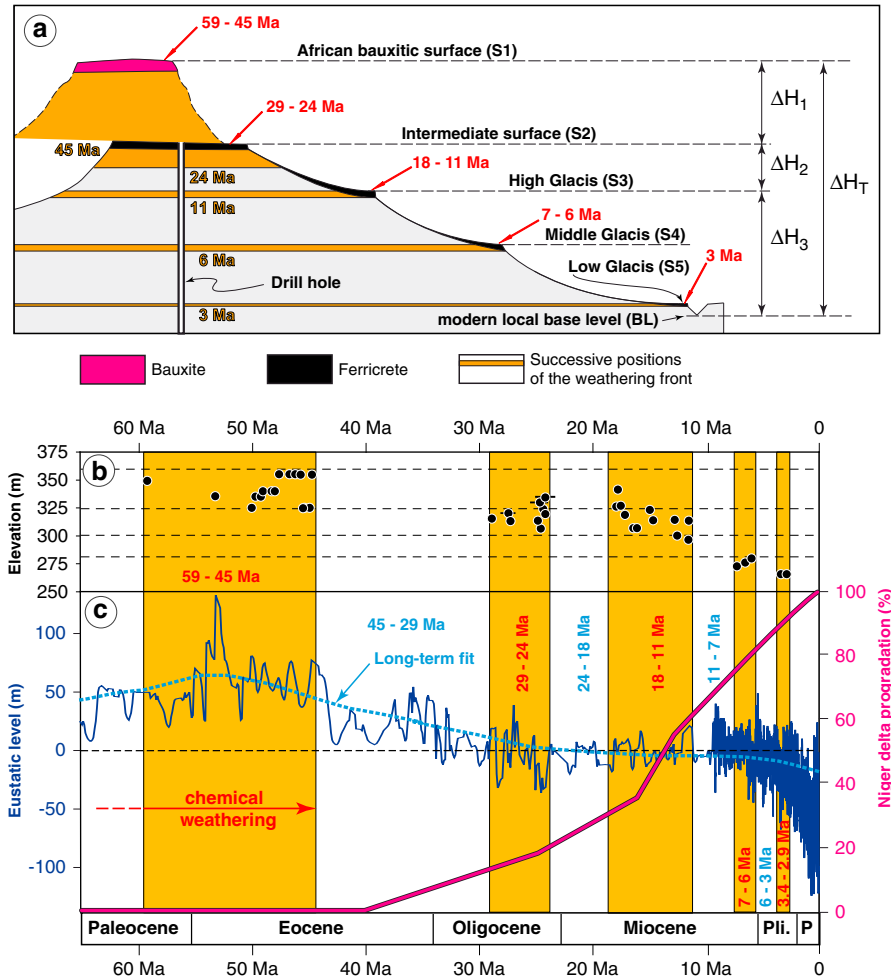 a
59 - 45 Ma
African bauxitic surface (S1)
ΔH1
29 - 24 Ma
Intermediate surface (S2)
45 Ma
18 - 11 Ma
ΔH2
24 Ma
High Glacis (S3)
ΔHT
11 Ma
7 - 6 Ma
Middle Glacis (S4)
ΔH3
3 Ma
6 Ma
Low Glacis (S5)
Drill hole
3 Ma
modern local base level (BL)
Bauxite
Ferricrete
Successive positions
of the weathering front
60 Ma 50 Ma 40 Ma 30 Ma 20 Ma 10 Ma 0
b
Elevation (m)
375
350
325
300
275
250
59 - 45 Ma
c
Eustatic level (m)
100
50
0
-50
-100
45 - 29 Ma
Long-term fit
29 - 24 Ma
24 - 18 Ma
18 - 11 Ma
11 - 7 Ma
chemical
weathering
7 - 6 Ma
6 - 3 Ma
3.4 - 2.9 Ma
100
80
60
40
20
0
Niger delta progradation (%)
Paleocene Eocene Oligocene Miocene Pli. P
60 Ma 50 Ma 40 Ma 30 Ma 20 Ma 10 Ma 0